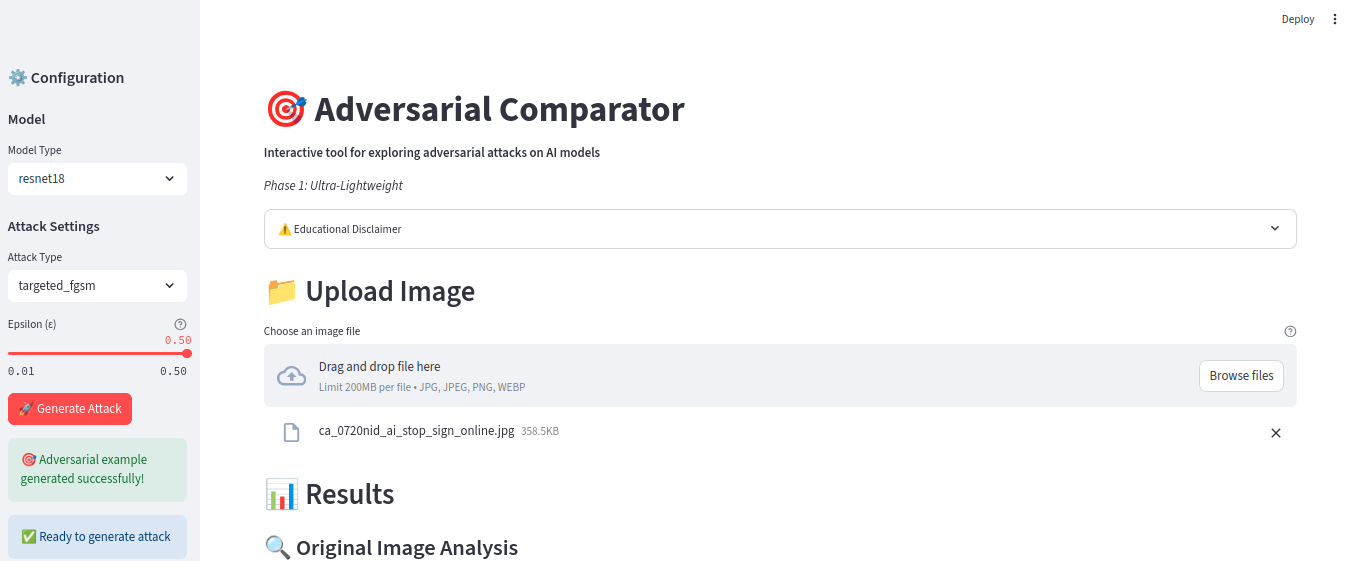 Deploy
⚙️ Configuration
Model
Model Type
resnet18
Attack Settings
Attack Type
targeted_fgsm
Epsilon (ε)
0.50
0.01 0.50
🚀 Generate Attack
🎯 Adversarial example
generated successfully!
✅ Ready to generate attack
🎯 Adversarial Comparator
Interactive tool for exploring adversarial attacks on AI models
Phase 1: Ultra-Lightweight
⚠️ Educational Disclaimer
📁 Upload Image
Choose an image file
Drag and drop file here
Limit 200MB per file • JPG, JPEG, PNG, WEBP
Browse files
ca_0720nid_ai_stop_sign_online.jpg 358.5KB
📊 Results
🔍 Original Image Analysis